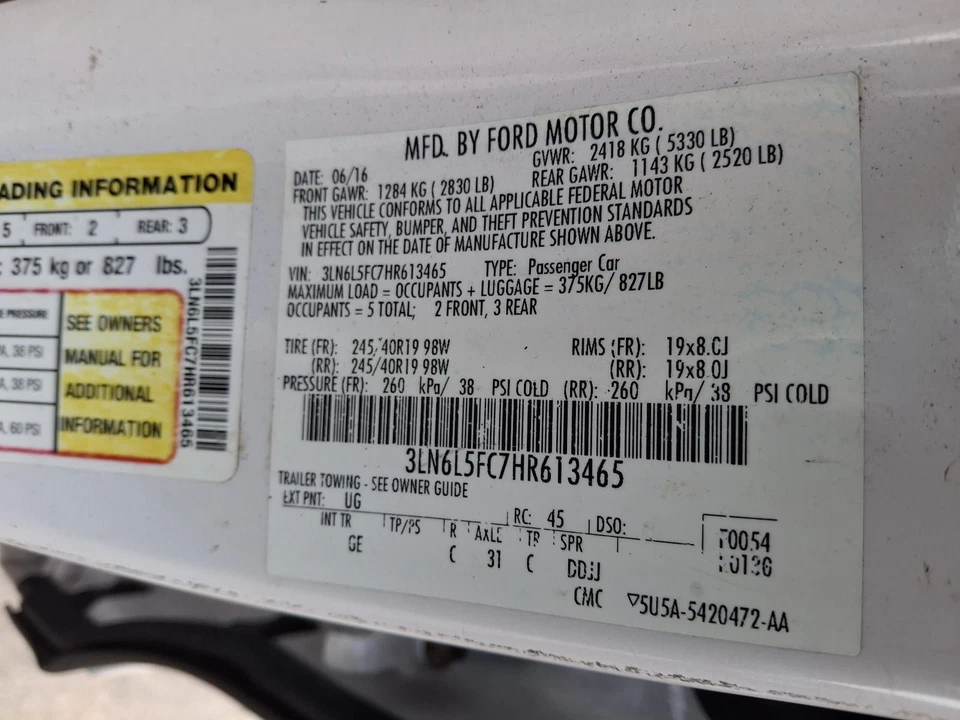 ADING INFORMATION
5 FRONT: 2 REAR: 3
: 375 kg or 827 lbs.
E PRESSURE
A, 38 PSI
A, 38 PSI
A, 60 PSI
SEE OWNERS
MANUAL FOR
ADDITIONAL
INFORMATION
3LN6L5FC7HR613465
MFD. BY FORD MOTOR CO.
DATE: 06/16 GVWR: 2418 KG ( 5330 LB)
FRONT GAWR: 1284 KG ( 2830 LB) REAR GAWR: 1143 KG ( 2520 LB)
THIS VEHICLE CONFORMS TO ALL APPLICABLE FEDERAL MOTOR
VEHICLE SAFETY, BUMPER, AND THEFT PREVENTION STANDARDS
IN EFFECT ON THE DATE OF MANUFACTURE SHOWN ABOVE.
VIN: 3LN6L5FC7HR613465 TYPE: Passenger Car
MAXIMUM LOAD = OCCUPANTS + LUGGAGE = 375KG/ 827LB
OCCUPANTS = 5 TOTAL; 2 FRONT, 3 REAR
TIRE (FR): 245/40R19 98W RIMS (FR): 19x8.0J
(RR): 245/40R19 98W (RR): 19x8.0J
PRESSURE (FR): 260 kPa/ 38 PSI COLD (RR): 260 kPa/ 38 PSI COLD
3LN6L5FC7HR613465
TRAILER TOWING - SEE OWNER GUIDE
EXT PNT: UG RC: 45 DSO:
INT TR TP/PS R AXLE TR SPR
GE C 31 C
CMC ▽5U5A-5420472-AA